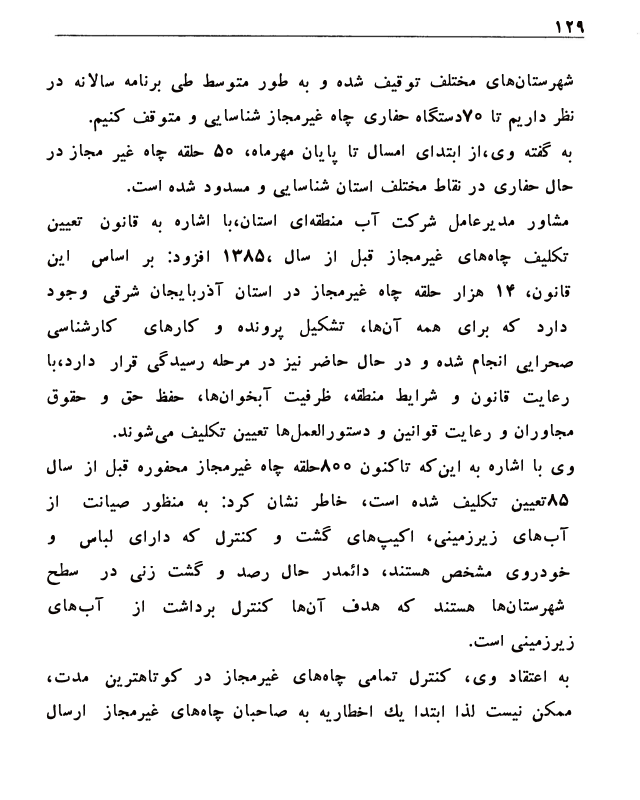 ۱۲۹
شهرستان‌های مختلف توقیف شده و به طور متوسط طی برنامه سالانه در
نظر داریم تا ۷۰دستگاه حفاری چاه غیرمجاز شناسایی و متوقف کنیم.
به گفته وی،از ابتدای امسال تا پایان مهرماه، ۵۰ حلقه چاه غیر مجاز در
حال حفاری در نقاط مختلف استان شناسایی و مسدود شده است.
مشاور مدیرعامل شرکت آب منطقه‌ای استان،با اشاره به قانون تعیین
تکلیف چاه‌های غیرمجاز قبل از سال ،۱۳۸۵ افزود: بر اساس این
قانون، ۱۴ هزار حلقه چاه غیرمجاز در استان آذربایجان شرقی وجود
دارد که برای همه آن‌ها، تشکیل پرونده و کارهای کارشناسی
صحرایی انجام شده و در حال حاضر نیز در مرحله رسیدگی قرار دارد،با
رعایت قانون و شرایط منطقه، ظرفیت آبخوان‌ها، حفظ حق و حقوق
مجاوران و رعایت قوانین و دستورالعمل‌ها تعیین تکلیف می‌شوند.
وی با اشاره به این‌که تاکنون ۸۰۰حلقه چاه غیرمجاز محفوره قبل از سال
۸۵تعیین تکلیف شده است، خاطر نشان کرد: به منظور صیانت از
آب‌های زیرزمینی، اکیپ‌های گشت و کنترل که دارای لباس و
خودروی مشخص هستند، دائمدر حال رصد و گشت زنی در سطح
شهرستان‌ها هستند که هدف آن‌ها کنترل برداشت از آب‌های
زیرزمینی است.
به اعتقاد وی، کنترل تمامی چاه‌های غیرمجاز در کوتاهترین مدت،
ممکن نیست لذا ابتدا یك اخطاریه به صاحبان چاه‌های غیرمجاز ارسال